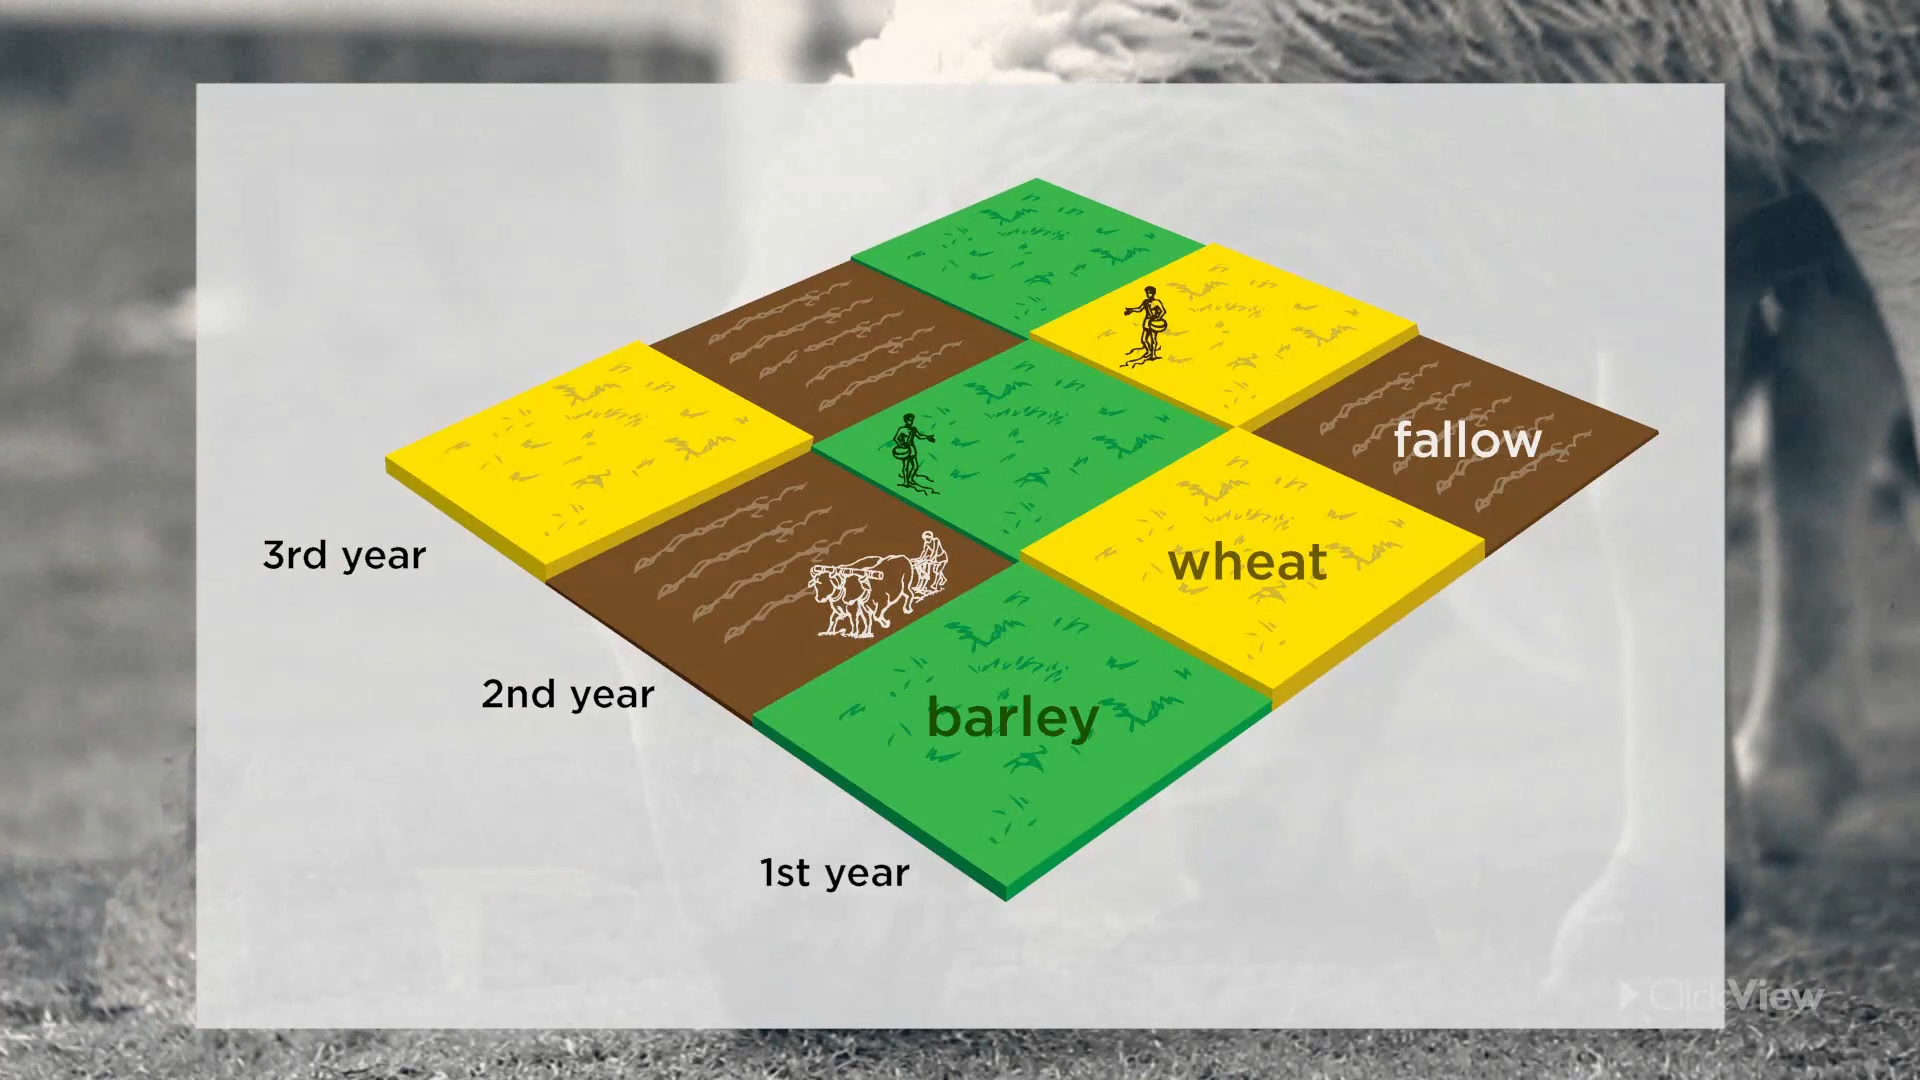 fallow
wheat
3rd year
2nd year
barley
1st year
ClickView